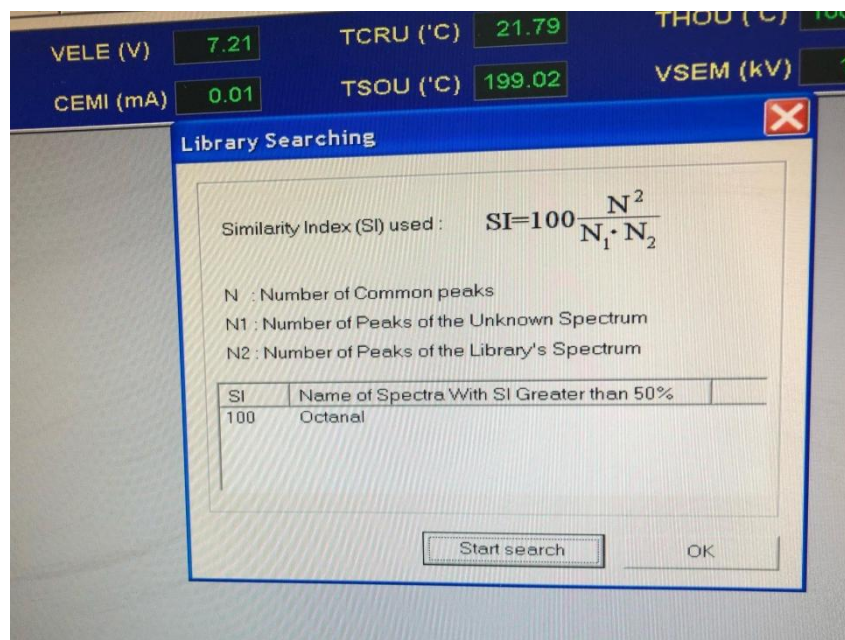 VELE (V) 7.21 TCRU ('C) 21.79 THOU ('C)
CEMI (mA) 0.01 TSOU ('C) 199.02 VSEM (kV)
Library Searching
Similarity Index (SI) used : SI=100 N² / N₁·N₂
N : Number of Common peaks
N1 : Number of Peaks of the Unknown Spectrum
N2 : Number of Peaks of the Library's Spectrum
SI Name of Spectra With SI Greater than 50%
100 Octanal
Start search OK